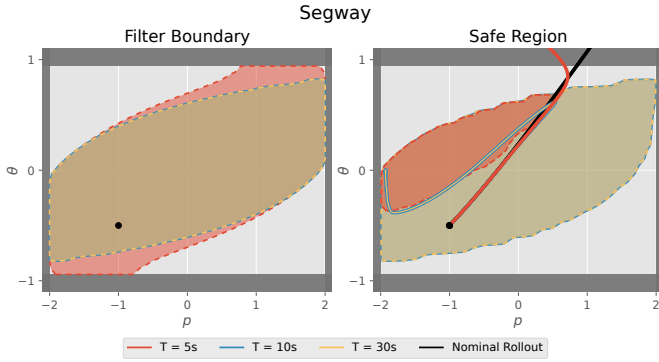 Segway
Filter Boundary
Safe Region
1
0
−1
θ
−2
−1
0
1
2
p
1
0
−1
θ
−2
−1
0
1
2
p
T = 5s
T = 10s
T = 30s
Nominal Rollout